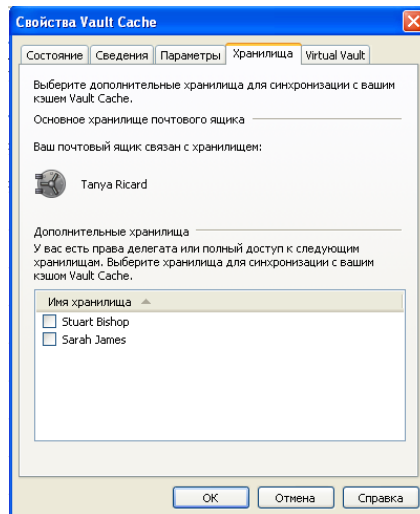 Свойства Vault Cache
Состояние Сведения Параметры Хранилища Virtual Vault
Выберите дополнительные хранилища для синхронизации с вашим
кэшем Vault Cache.
Основное хранилище почтового ящика
Ваш почтовый ящик связан с хранилищем:
Tanya Ricard
Дополнительные хранилища
У вас есть права делегата или полный доступ к следующим
хранилищам. Выберите хранилища для синхронизации с вашим
кэшом Vault Cache.
Имя хранилища
Stuart Bishop
Sarah James
ОК Отмена Справка